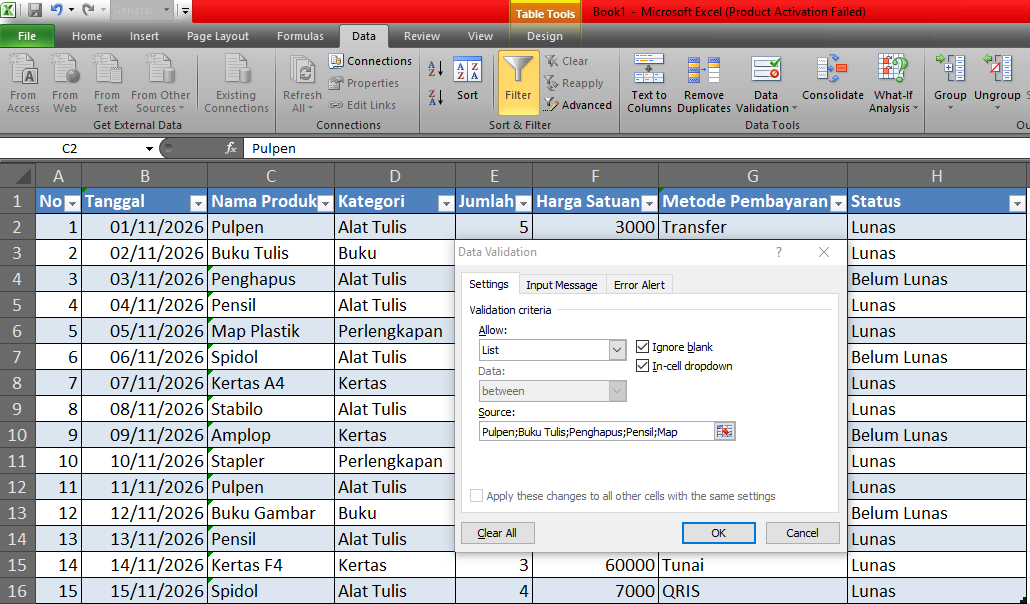 General
Table Tools
Book1 - Microsoft Excel (Product Activation Failed)
File Home Insert Page Layout Formulas Data Review View Design
From Access
From Web
From Text
From Other Sources
Existing Connections
Get External Data
Refresh All
Connections
Properties
Edit Links
Connections
Sort
Filter
Clear
Reapply
Advanced
Sort & Filter
Text to Columns
Remove Duplicates
Data Validation
Consolidate
What-If Analysis
Data Tools
Group
Ungroup
C2 fx Pulpen
A B C D E F G H
1 No Tanggal Nama Produk Kategori Jumlah Harga Satuan Metode Pembayaran Status
2 1 01/11/2026 Pulpen Alat Tulis 5 3000 Transfer Lunas
3 2 02/11/2026 Buku Tulis Buku Lunas
4 3 03/11/2026 Penghapus Alat Tulis Belum Lunas
5 4 04/11/2026 Pensil Alat Tulis Lunas
6 5 05/11/2026 Map Plastik Perlengkapan Lunas
7 6 06/11/2026 Spidol Alat Tulis Belum Lunas
8 7 07/11/2026 Kertas A4 Kertas Lunas
9 8 08/11/2026 Stabilo Alat Tulis Lunas
10 9 09/11/2026 Amplop Kertas Belum Lunas
11 10 10/11/2026 Stapler Perlengkapan Lunas
12 11 11/11/2026 Pulpen Alat Tulis Lunas
13 12 12/11/2026 Buku Gambar Buku Belum Lunas
14 13 13/11/2026 Pensil Alat Tulis Lunas
15 14 14/11/2026 Kertas F4 Kertas 3 60000 Tunai Lunas
16 15 15/11/2026 Spidol Alat Tulis 4 7000 QRIS Lunas
Data Validation ?
Settings Input Message Error Alert
Validation criteria
Allow:
List
Ignore blank
In-cell dropdown
Data:
between
Source:
Pulpen;Buku Tulis;Penghapus;Pensil;Map
Apply these changes to all other cells with the same settings
Clear All OK Cancel